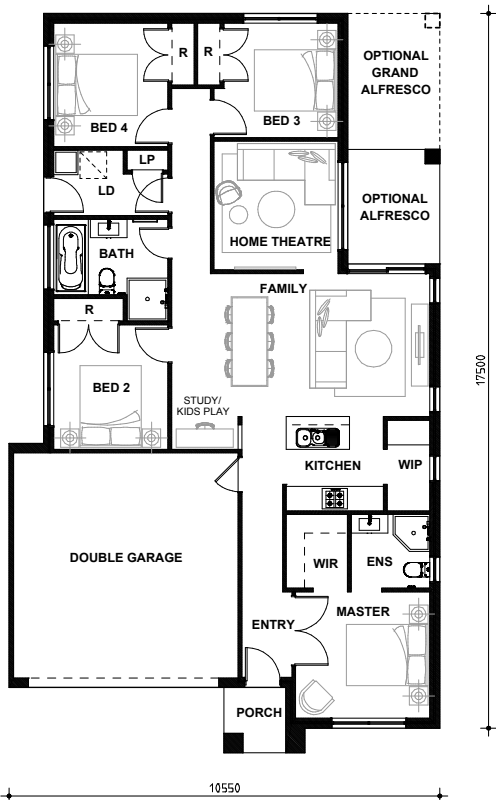 R
R
OPTIONAL
GRAND
ALFRESCO
BED 4
BED 3
LP
LD
OPTIONAL
ALFRESCO
HOME THEATRE
BATH
FAMILY
R
17500
BED 2
STUDY/
KIDS PLAY
KITCHEN
WIP
DOUBLE GARAGE
WIR
ENS
ENTRY
MASTER
PORCH
10550